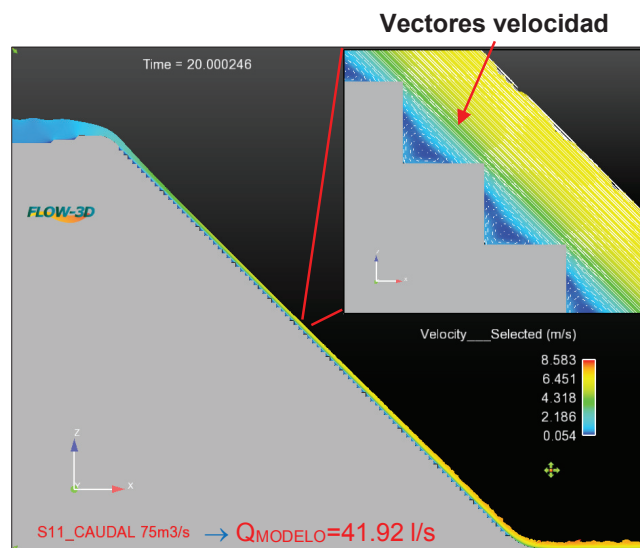 Vectores velocidad
Time = 20.000246
FLOW-3D
Velocity___Selected (m/s)
8.583
6.451
4.318
2.186
0.054
Z
X
Y
S11_CAUDAL 75m3/s → QMODELO=41.92 l/s